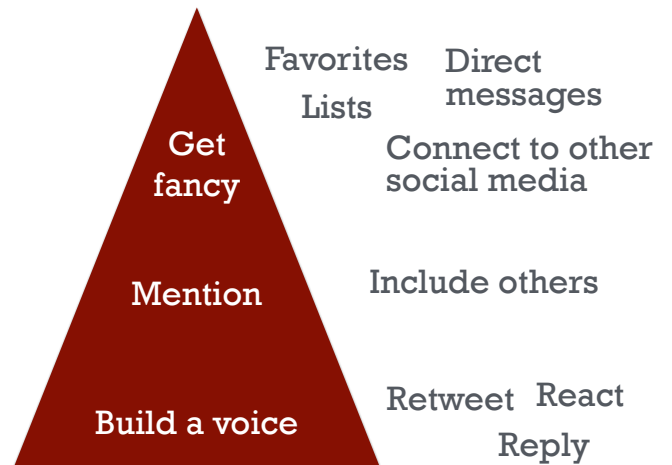 Favorites
Direct
messages
Lists
Get
fancy
Connect to other
social media
Mention
Include others
Build a voice
Retweet
React
Reply